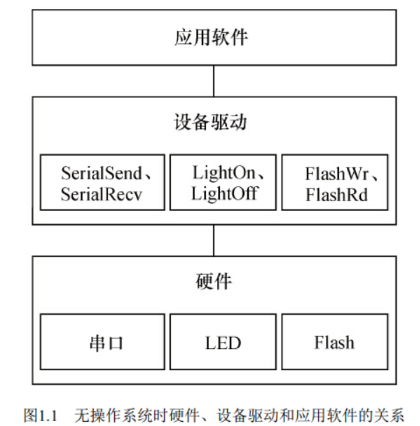 应用软件
设备驱动
SerialSend、
SerialRecv
LightOn、
LightOff
FlashWr、
FlashRd
硬件
串口
LED
Flash
图1.1 无操作系统时硬件、设备驱动和应用软件的关系